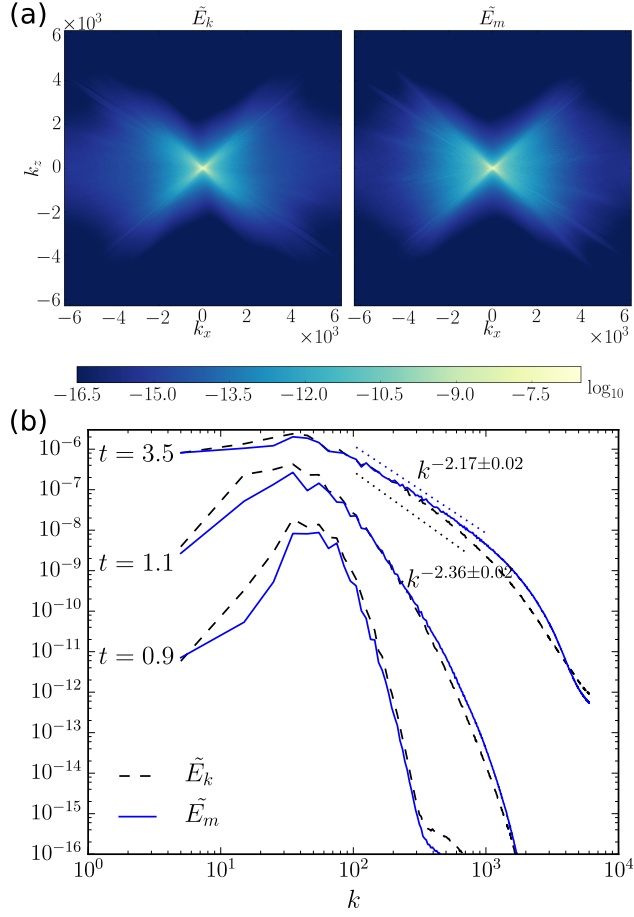 (a)
×10³
Ẽₖ
Ẽₘ
6
4
2
0
−2
−4
−6
k_z
−6 −4 −2 0 2 4 6
−6 −4 −2 0 2 4 6
k_x
×10³
k_x
×10³
−16.5 −15.0 −13.5 −12.0 −10.5 −9.0 −7.5
log₁₀
(b)
10⁻⁶
10⁻⁷
10⁻⁸
10⁻⁹
10⁻¹⁰
10⁻¹¹
10⁻¹²
10⁻¹³
10⁻¹⁴
10⁻¹⁵
10⁻¹⁶
t = 3.5
k⁻²·¹⁷±⁰·⁰²
t = 1.1
k⁻²·³⁶±⁰·⁰²
t = 0.9
Ẽₖ
Ẽₘ
10⁰ 10¹ 10² 10³ 10⁴
k